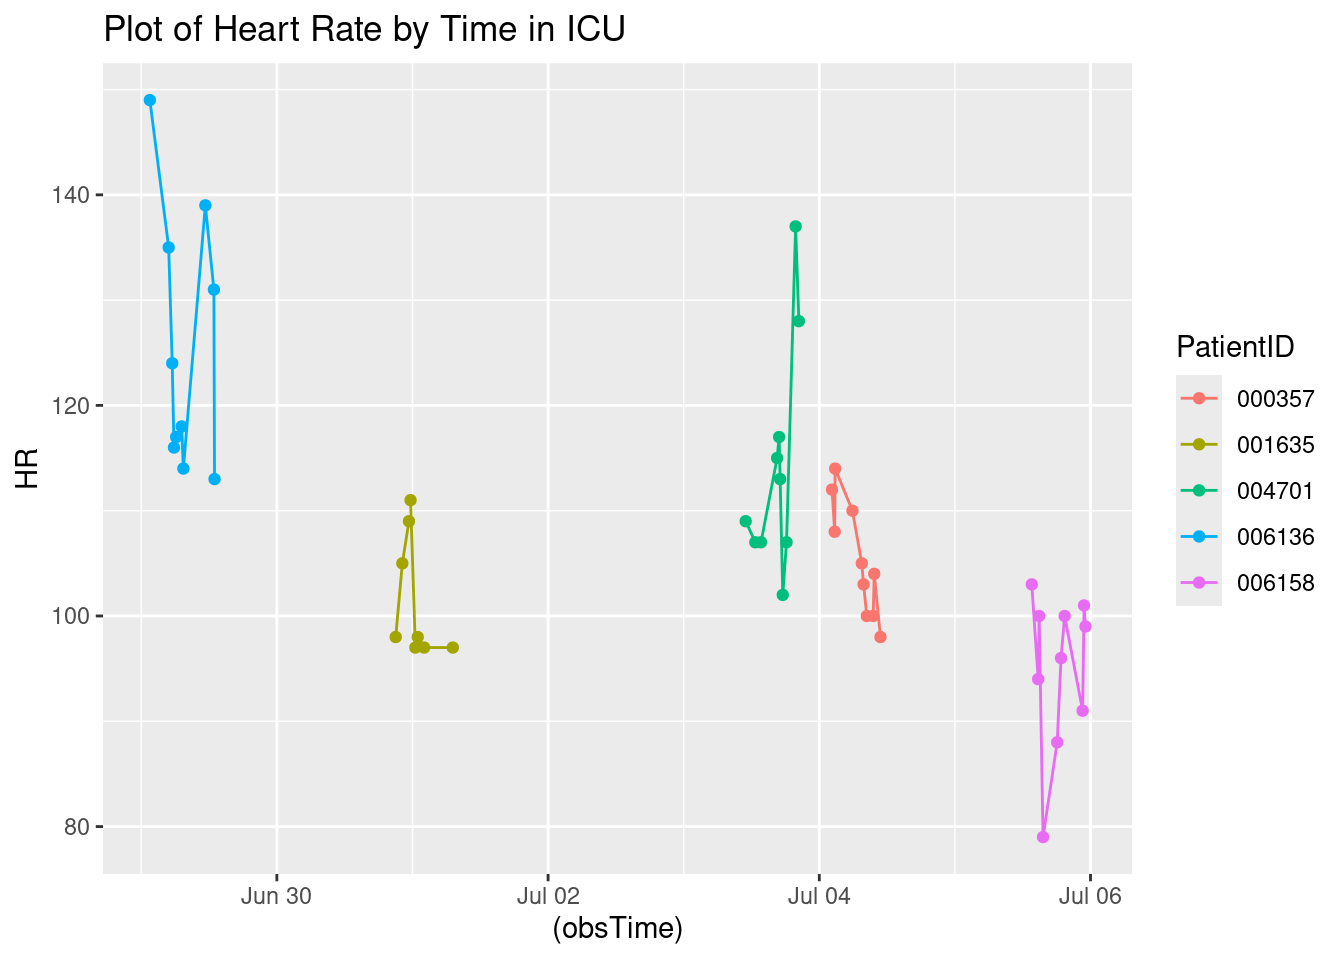 Plot of Heart Rate by Time in ICU
140
120
100
80
HR
Jun 30
Jul 02
Jul 04
Jul 06
(obsTime)
PatientID
000357
001635
004701
006136
006158